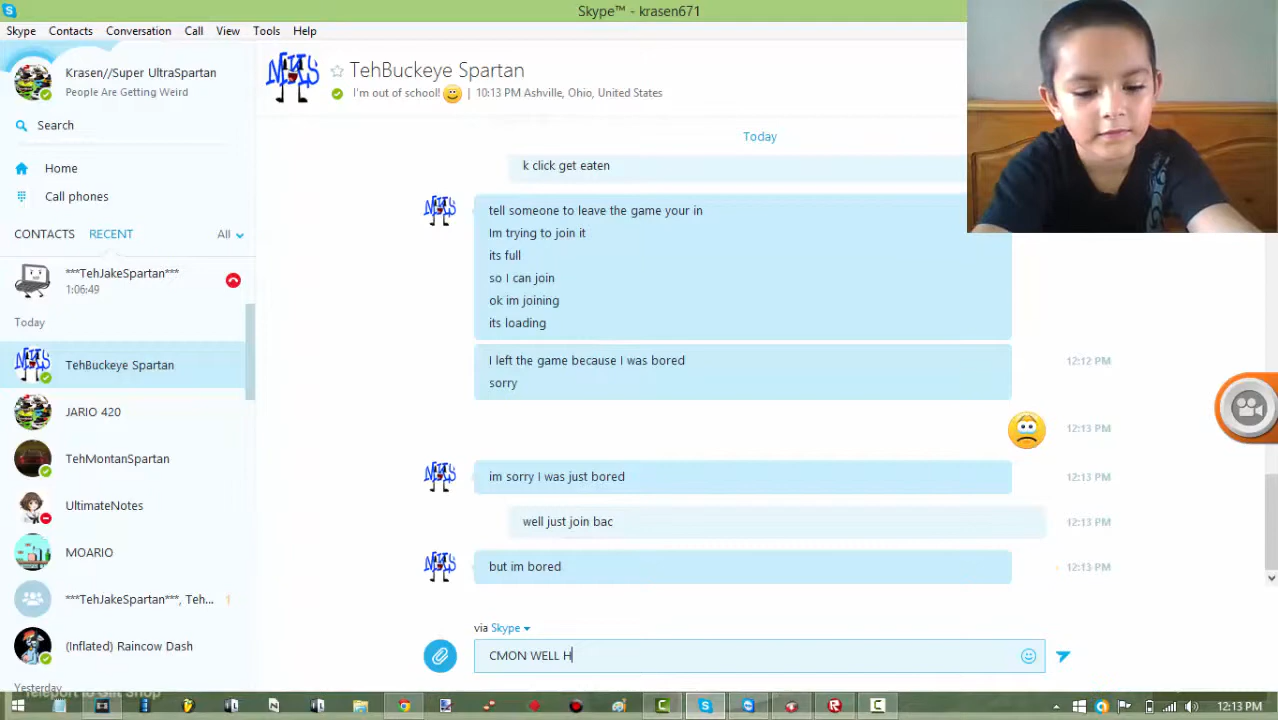 Skype™ - krasen671
Skype Contacts Conversation Call View Tools Help
Krasen//Super UltraSpartan
People Are Getting Weird
Search
Home
Call phones
CONTACTS RECENT All
***TehJakeSpartan***
1:06:49
Today
TehBuckeye Spartan
JARIO 420
TehMontanSpartan
UltimateNotes
MOARIO
***TehJakeSpartan***, Teh... 1
(Inflated) Raincow Dash
Yesterday
TehBuckeye Spartan
I'm out of school! | 10:13 PM Ashville, Ohio, United States
Today
k click get eaten
tell someone to leave the game your in
Im trying to join it
its full
so I can join
ok im joining
its loading
I left the game because I was bored 12:12 PM
sorry
12:13 PM
im sorry I was just bored 12:13 PM
well just join bac 12:13 PM
but im bored 12:13 PM
via Skype
CMON WELL H
Teleport to Gift Shop
12:13 PM